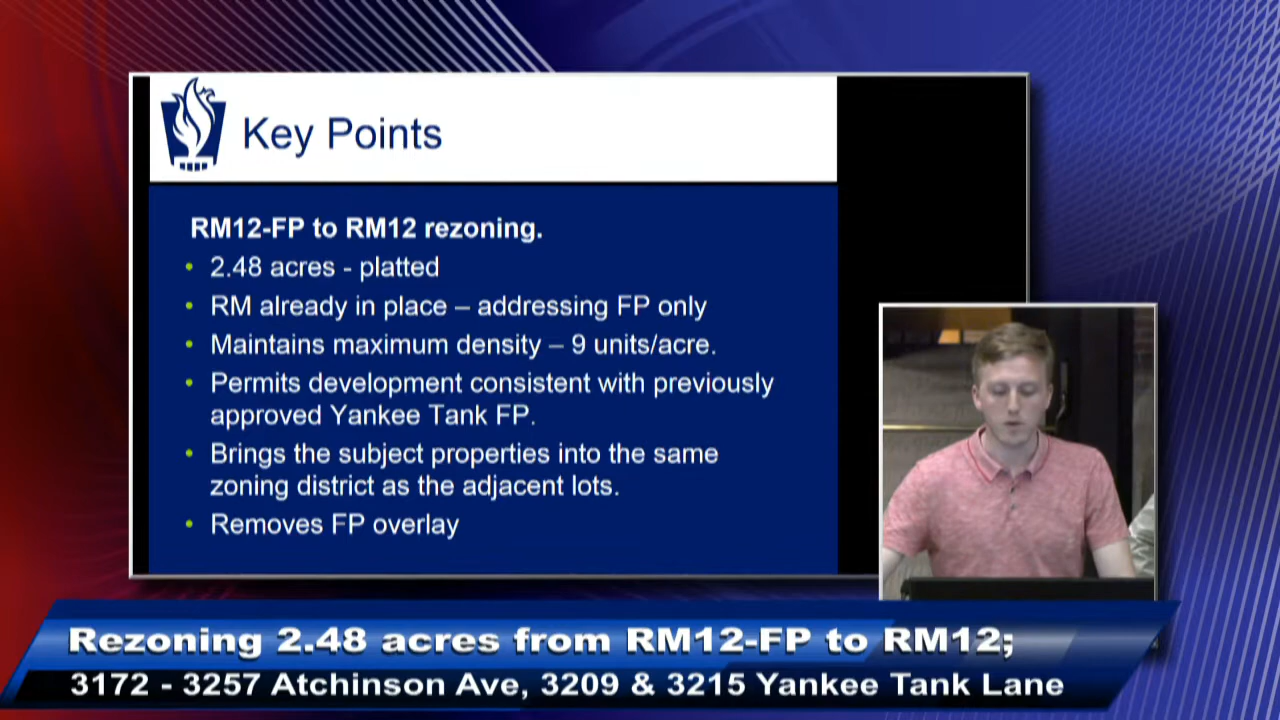 Key Points
RM12-FP to RM12 rezoning.
• 2.48 acres - platted
• RM already in place – addressing FP only
• Maintains maximum density – 9 units/acre.
• Permits development consistent with previously
approved Yankee Tank FP.
• Brings the subject properties into the same
zoning district as the adjacent lots.
• Removes FP overlay
Rezoning 2.48 acres from RM12-FP to RM12;
3172 - 3257 Atchinson Ave, 3209 & 3215 Yankee Tank Lane